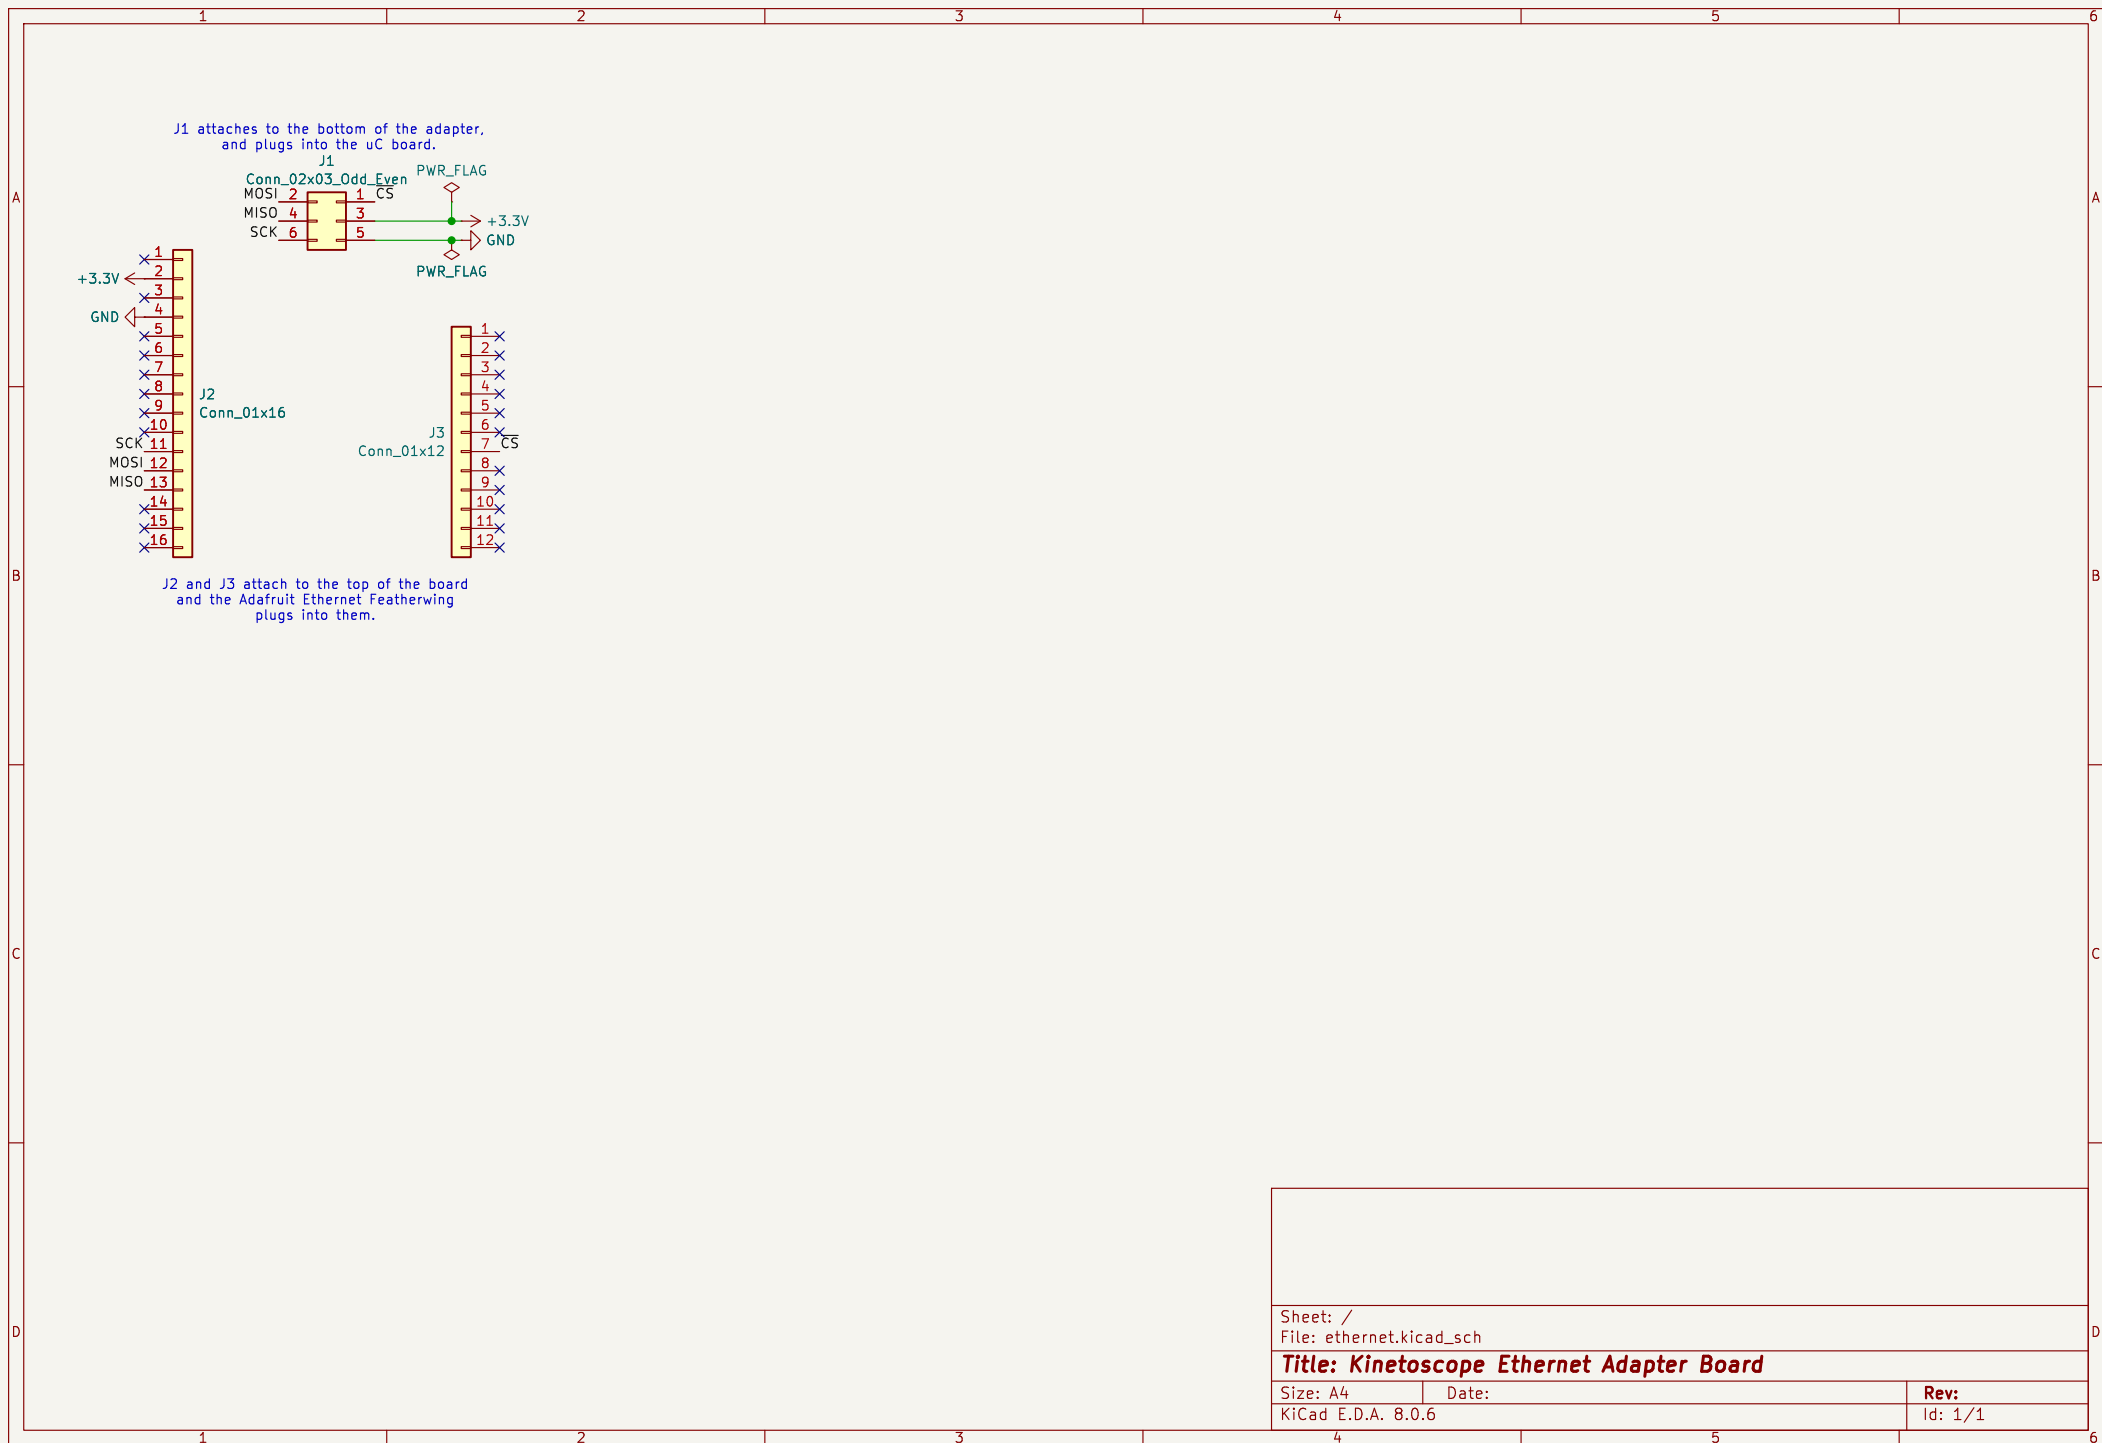 1 2 3 4 5 6
J1 attaches to the bottom of the adapter,
and plugs into the uC board.
J1
Conn_02x03_Odd_Even
PWR_FLAG
MOSI 2 1 CS
MISO 4 3 +3.3V
SCK 6 5 GND
PWR_FLAG
A A
1
+3.3V 2
3
GND 4
5
6
7
8
9
10
SCK 11
MOSI 12
MISO 13
14
15
16
J2
Conn_01x16
1
2
3
4
5
6
7 CS
8
9
10
11
12
J3
Conn_01x12
B B
J2 and J3 attach to the top of the board
and the Adafruit Ethernet Featherwing
plugs into them.
C C
D D
Sheet: /
File: ethernet.kicad_sch
Title: Kinetoscope Ethernet Adapter Board
Size: A4 Date: Rev:
KiCad E.D.A. 8.0.6 Id: 1/1
1 2 3 4 5 6